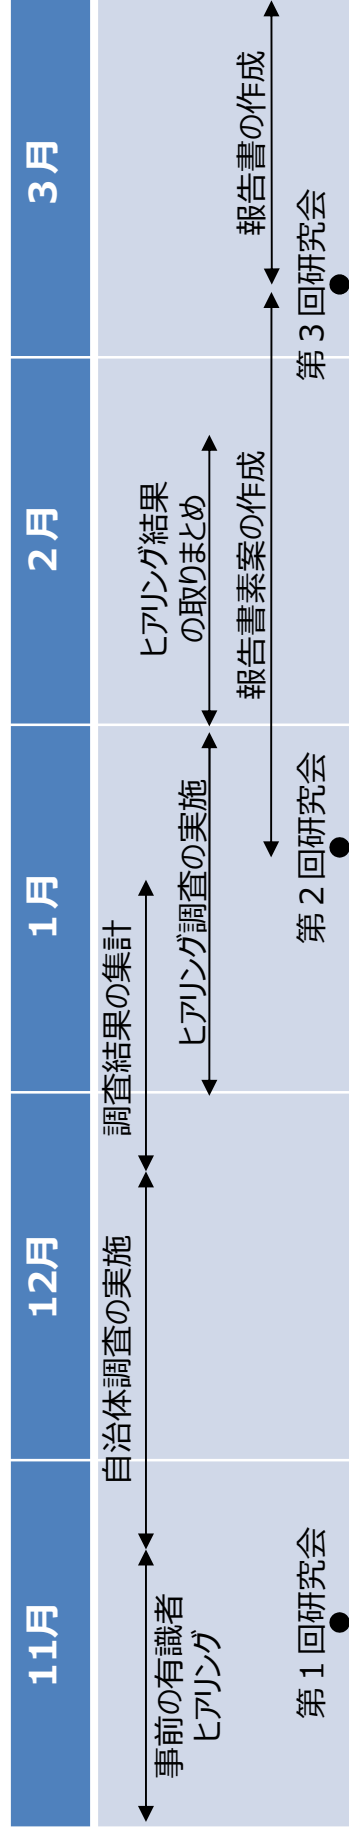 11月
12月
１月
２月
３月
事前の有識者
ヒアリング
自治体調査の実施
調査結果の集計
ヒアリング調査の実施
ヒアリング結果
の取りまとめ
報告書素案の作成
報告書の作成
第１回研究会
第２回研究会
第３回研究会